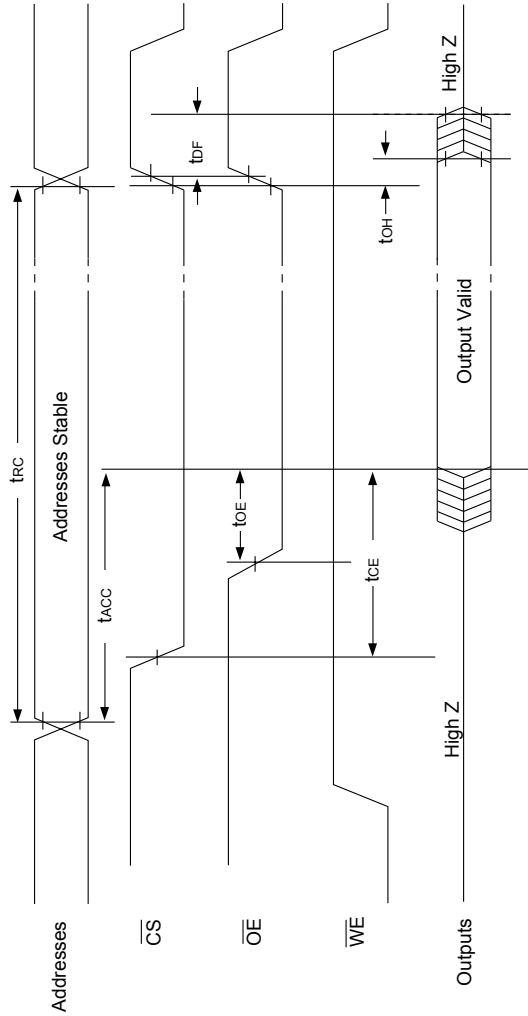 tRC
Addresses
Addresses Stable
tACC
CS
tDF
OE
tOE
WE
tCE
tOH
Outputs
High Z
Output Valid
High Z